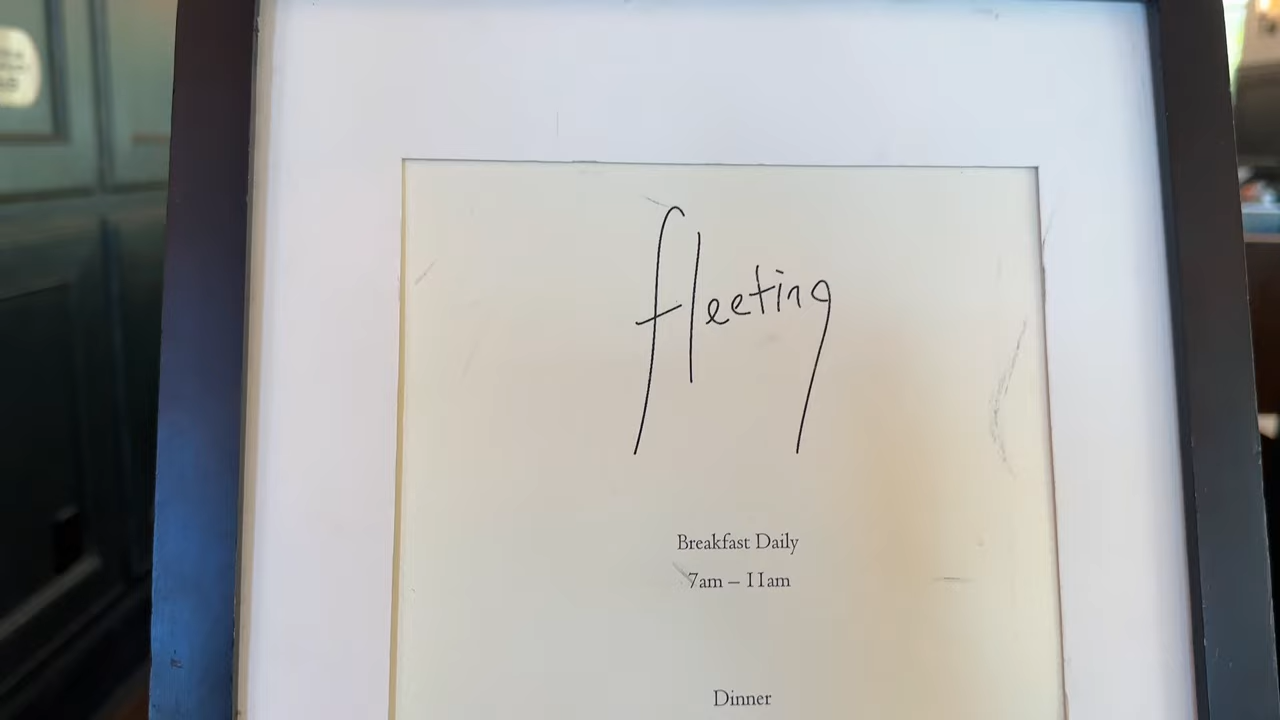 fleeting
Breakfast Daily
7am – 11am
Dinner